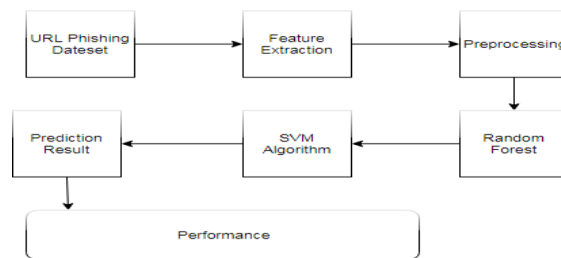 URL Phishing
Dateset
Feature
Extraction
Preprocessing
Prediction
Result
SVM
Algorithm
Random
Forest
Performance